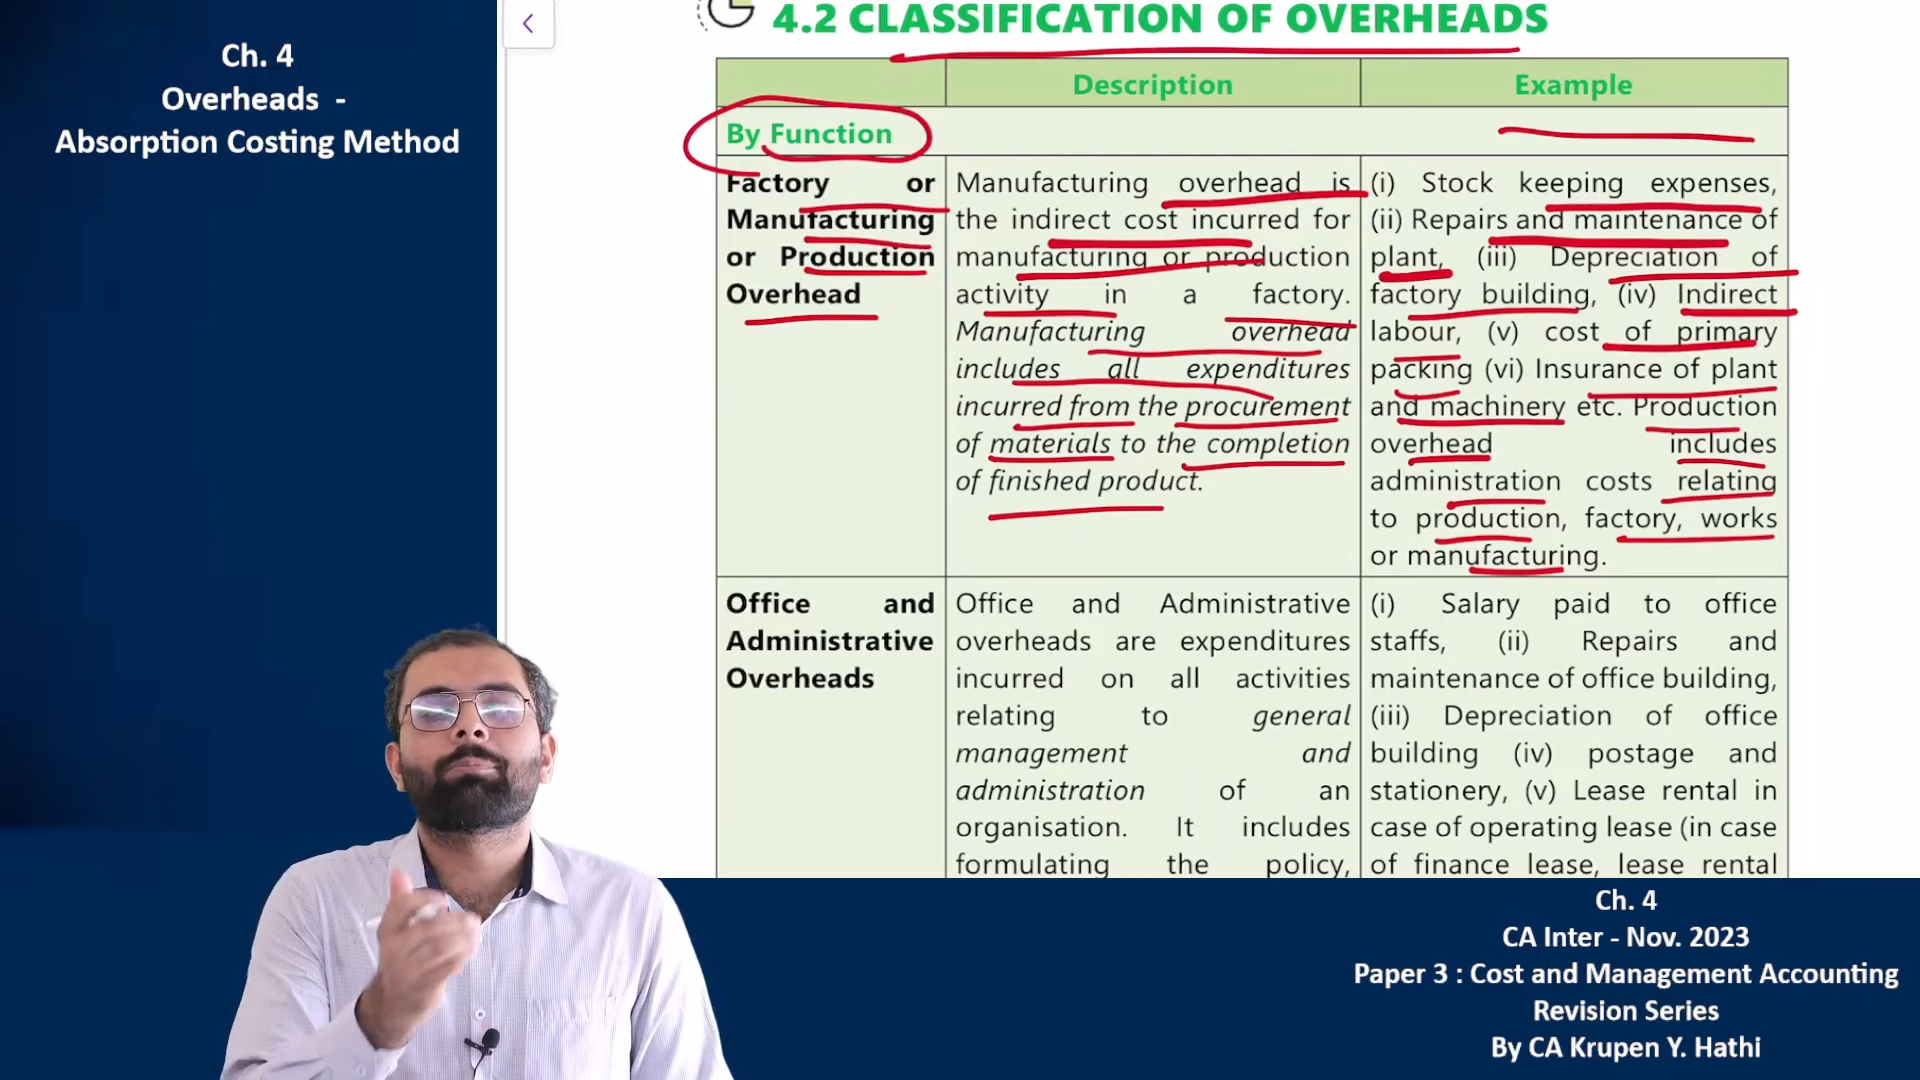 Ch. 4
Overheads -
Absorption Costing Method
4.2 CLASSIFICATION OF OVERHEADS
Description
Example
By Function
Factory or
Manufacturing
or Production
Overhead
Manufacturing overhead is
the indirect cost incurred for
manufacturing or production
activity in a factory.
Manufacturing overhead
includes all expenditures
incurred from the procurement
of materials to the completion
of finished product.
(i) Stock keeping expenses,
(ii) Repairs and maintenance of
plant, (iii) Depreciation of
factory building, (iv) Indirect
labour, (v) cost of primary
packing (vi) Insurance of plant
and machinery etc. Production
overhead includes
administration costs relating
to production, factory, works
or manufacturing.
Office and
Administrative
Overheads
Office and Administrative
overheads are expenditures
incurred on all activities
relating to general
management and
administration of an
organisation. It includes
formulating the policy,
(i) Salary paid to office
staffs, (ii) Repairs and
maintenance of office building,
(iii) Depreciation of office
building (iv) postage and
stationery, (v) Lease rental in
case of operating lease (in case
of finance lease, lease rental
Ch. 4
CA Inter - Nov. 2023
Paper 3 : Cost and Management Accounting
Revision Series
By CA Krupen Y. Hathi